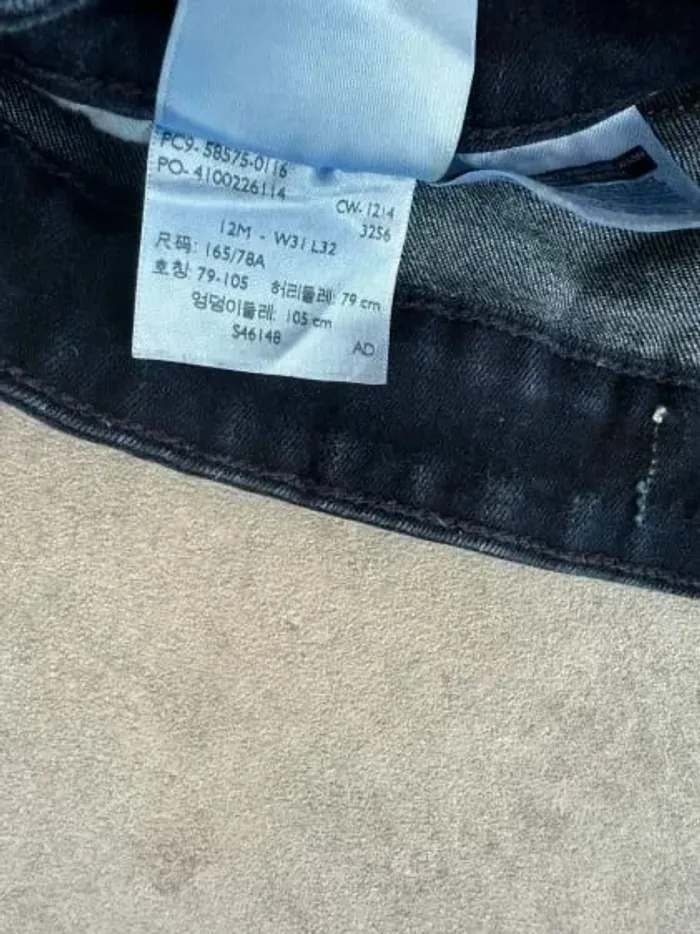 PC9- 58575-0116
PO- 4100226114
CW- 1214
3256
12M - W31 L32
尺码: 165/78A
호칭: 79-105 허리둘레: 79 cm
엉덩이둘레: 105 cm
S46148
AD